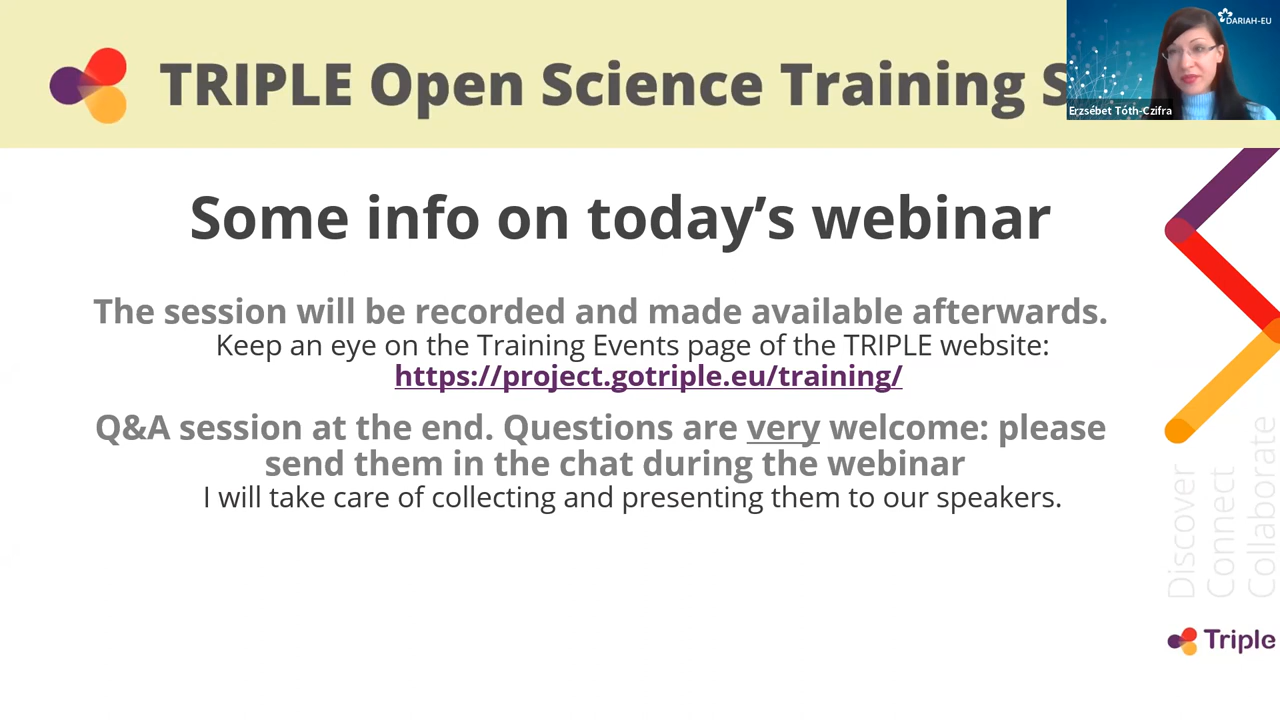 TRIPLE Open Science Training S
DARIAH-EU
Erzsébet Tóth-Czifra
Some info on today's webinar
The session will be recorded and made available afterwards.
Keep an eye on the Training Events page of the TRIPLE website:
https://project.gotriple.eu/training/
Q&A session at the end. Questions are very welcome: please
send them in the chat during the webinar
I will take care of collecting and presenting them to our speakers.
Discover
Connect
Collaborate
Triple